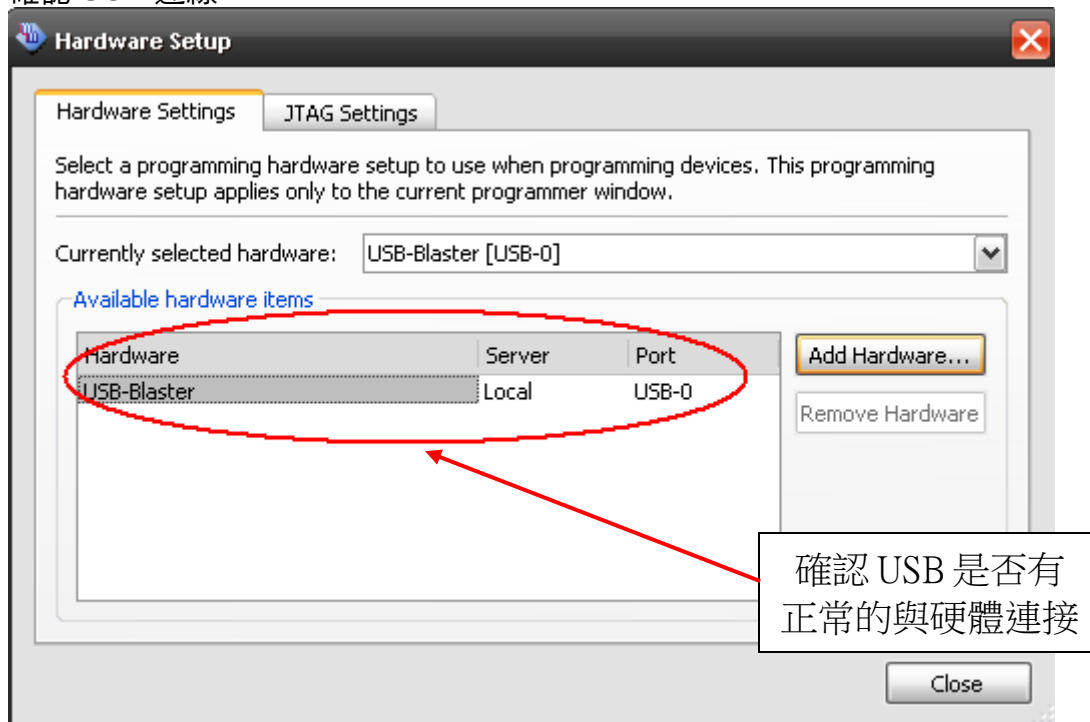 Hardware Setup
Hardware Settings
JTAG Settings
Select a programming hardware setup to use when programming devices. This programming
hardware setup applies only to the current programmer window.
Currently selected hardware: USB-Blaster [USB-0]
Available hardware items
Hardware Server Port
USB-Blaster Local USB-0
Add Hardware...
Remove Hardware
確認 USB 是否有
正常的與硬體連接
Close